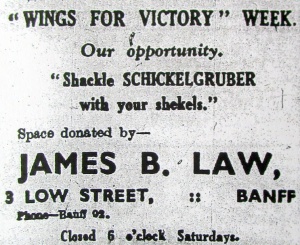 "WINGS FOR VICTORY" WEEK.
Our opportunity.
"Shackle SCHICKELGRUBER
with your shekels."
Space donated by—
JAMES B. LAW,
3 LOW STREET, :: BANFF
Phone—Banff 92.
Closed 6 o'clock Saturdays.